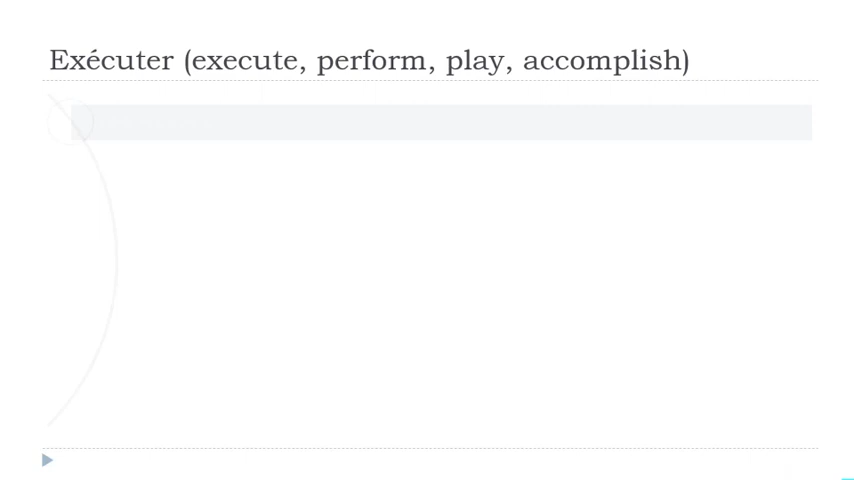 Exécuter (execute, perform, play, accomplish)